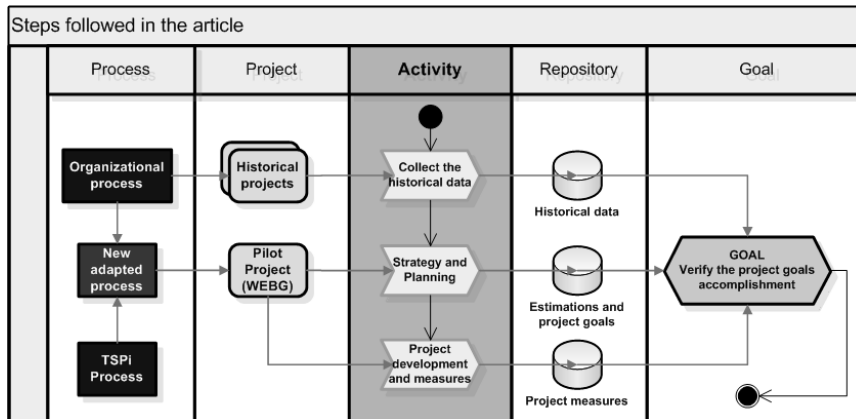 Steps followed in the article
Process
Project
Activity
Repository
Goal
Organizational
process
Historical
projects
Collect the
historical data
Historical data
New
adapted
process
Pilot
Project
(WEBG)
Strategy and
Planning
Estimations and
project goals
GOAL
Verify the project goals
accomplishment
TSPi
Process
Project
development
and measures
Project measures